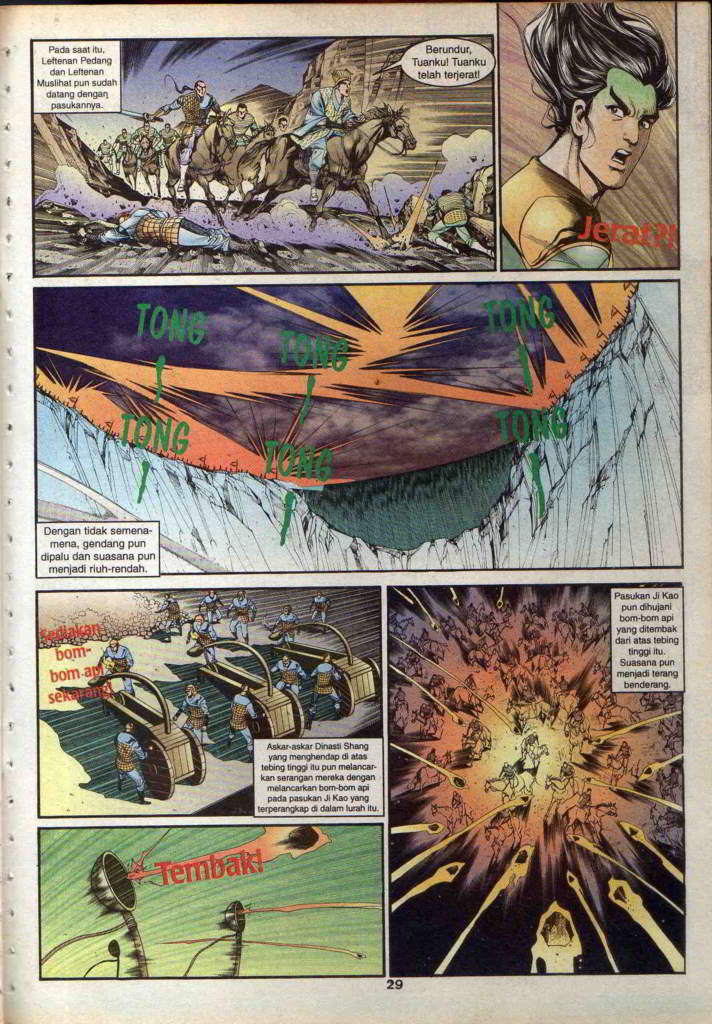 Pada saat itu,
Leftenan Pedang
dan Leftenan
Muslihat pun sudah
datang dengan
pasukannya.
Berundur,
Tuanku! Tuanku
telah terjerat!
Jerat?!
TONG
TONG
TONG
TONG
TONG
TONG
Dengan tidak semena-
mena, gendang pun
dipalu dan suasana pun
menjadi riuh-rendah.
Sediakan
bom-
bom api
sekarang!
Askar-askar Dinasti Shang
yang menghendap di atas
tebing tinggi itu pun melancar-
kan serangan mereka dengan
melancarkan bom-bom api
pada pasukan Ji Kao yang
terperangkap di dalam lurah itu.
Pasukan Ji Kao
pun dihujani
bom-bom api
yang ditembak
dari atas tebing
tinggi itu.
Suasana pun
menjadi terang
benderang.
Tembak!
29